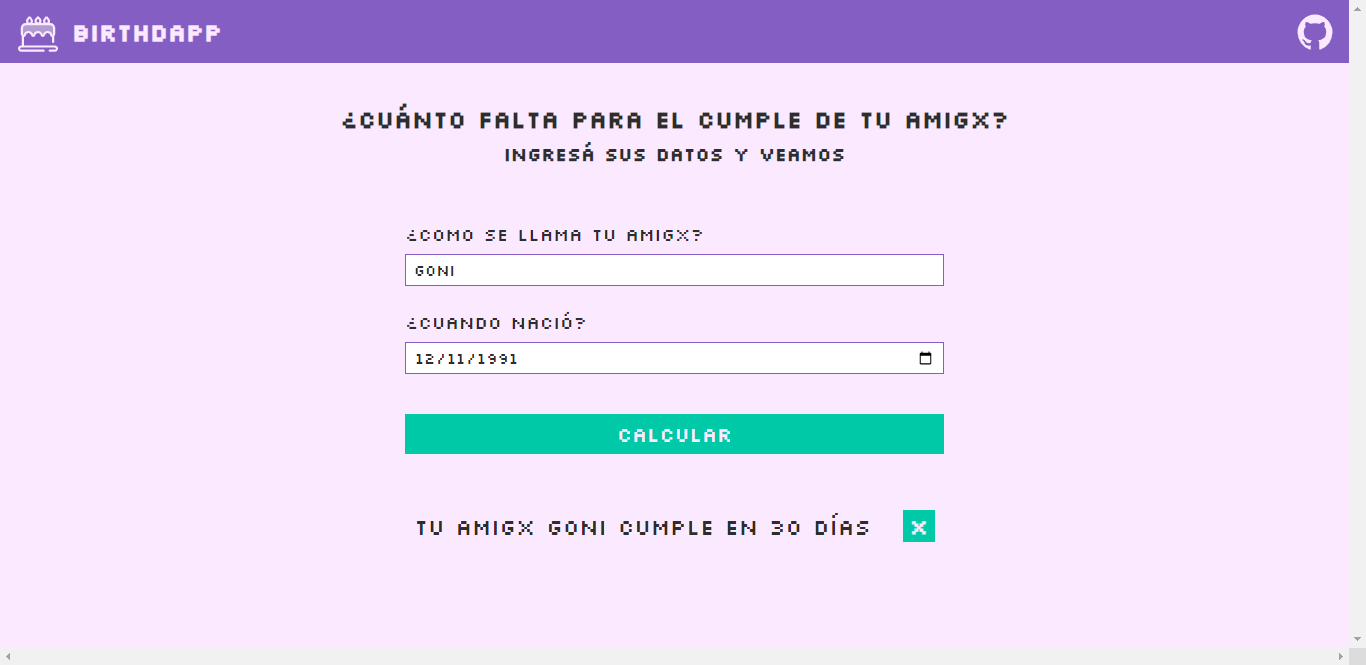 BIRTHDAPP
¿CUÁNTO FALTA PARA EL CUMPLE DE TU AMIGX?
INGRESÁ SUS DATOS Y VEAMOS
¿COMO SE LLAMA TU AMIGX?
GONI
¿CUANDO NACIÓ?
12/11/1991
CALCULAR
TU AMIGX GONI CUMPLE EN 30 DÍAS X